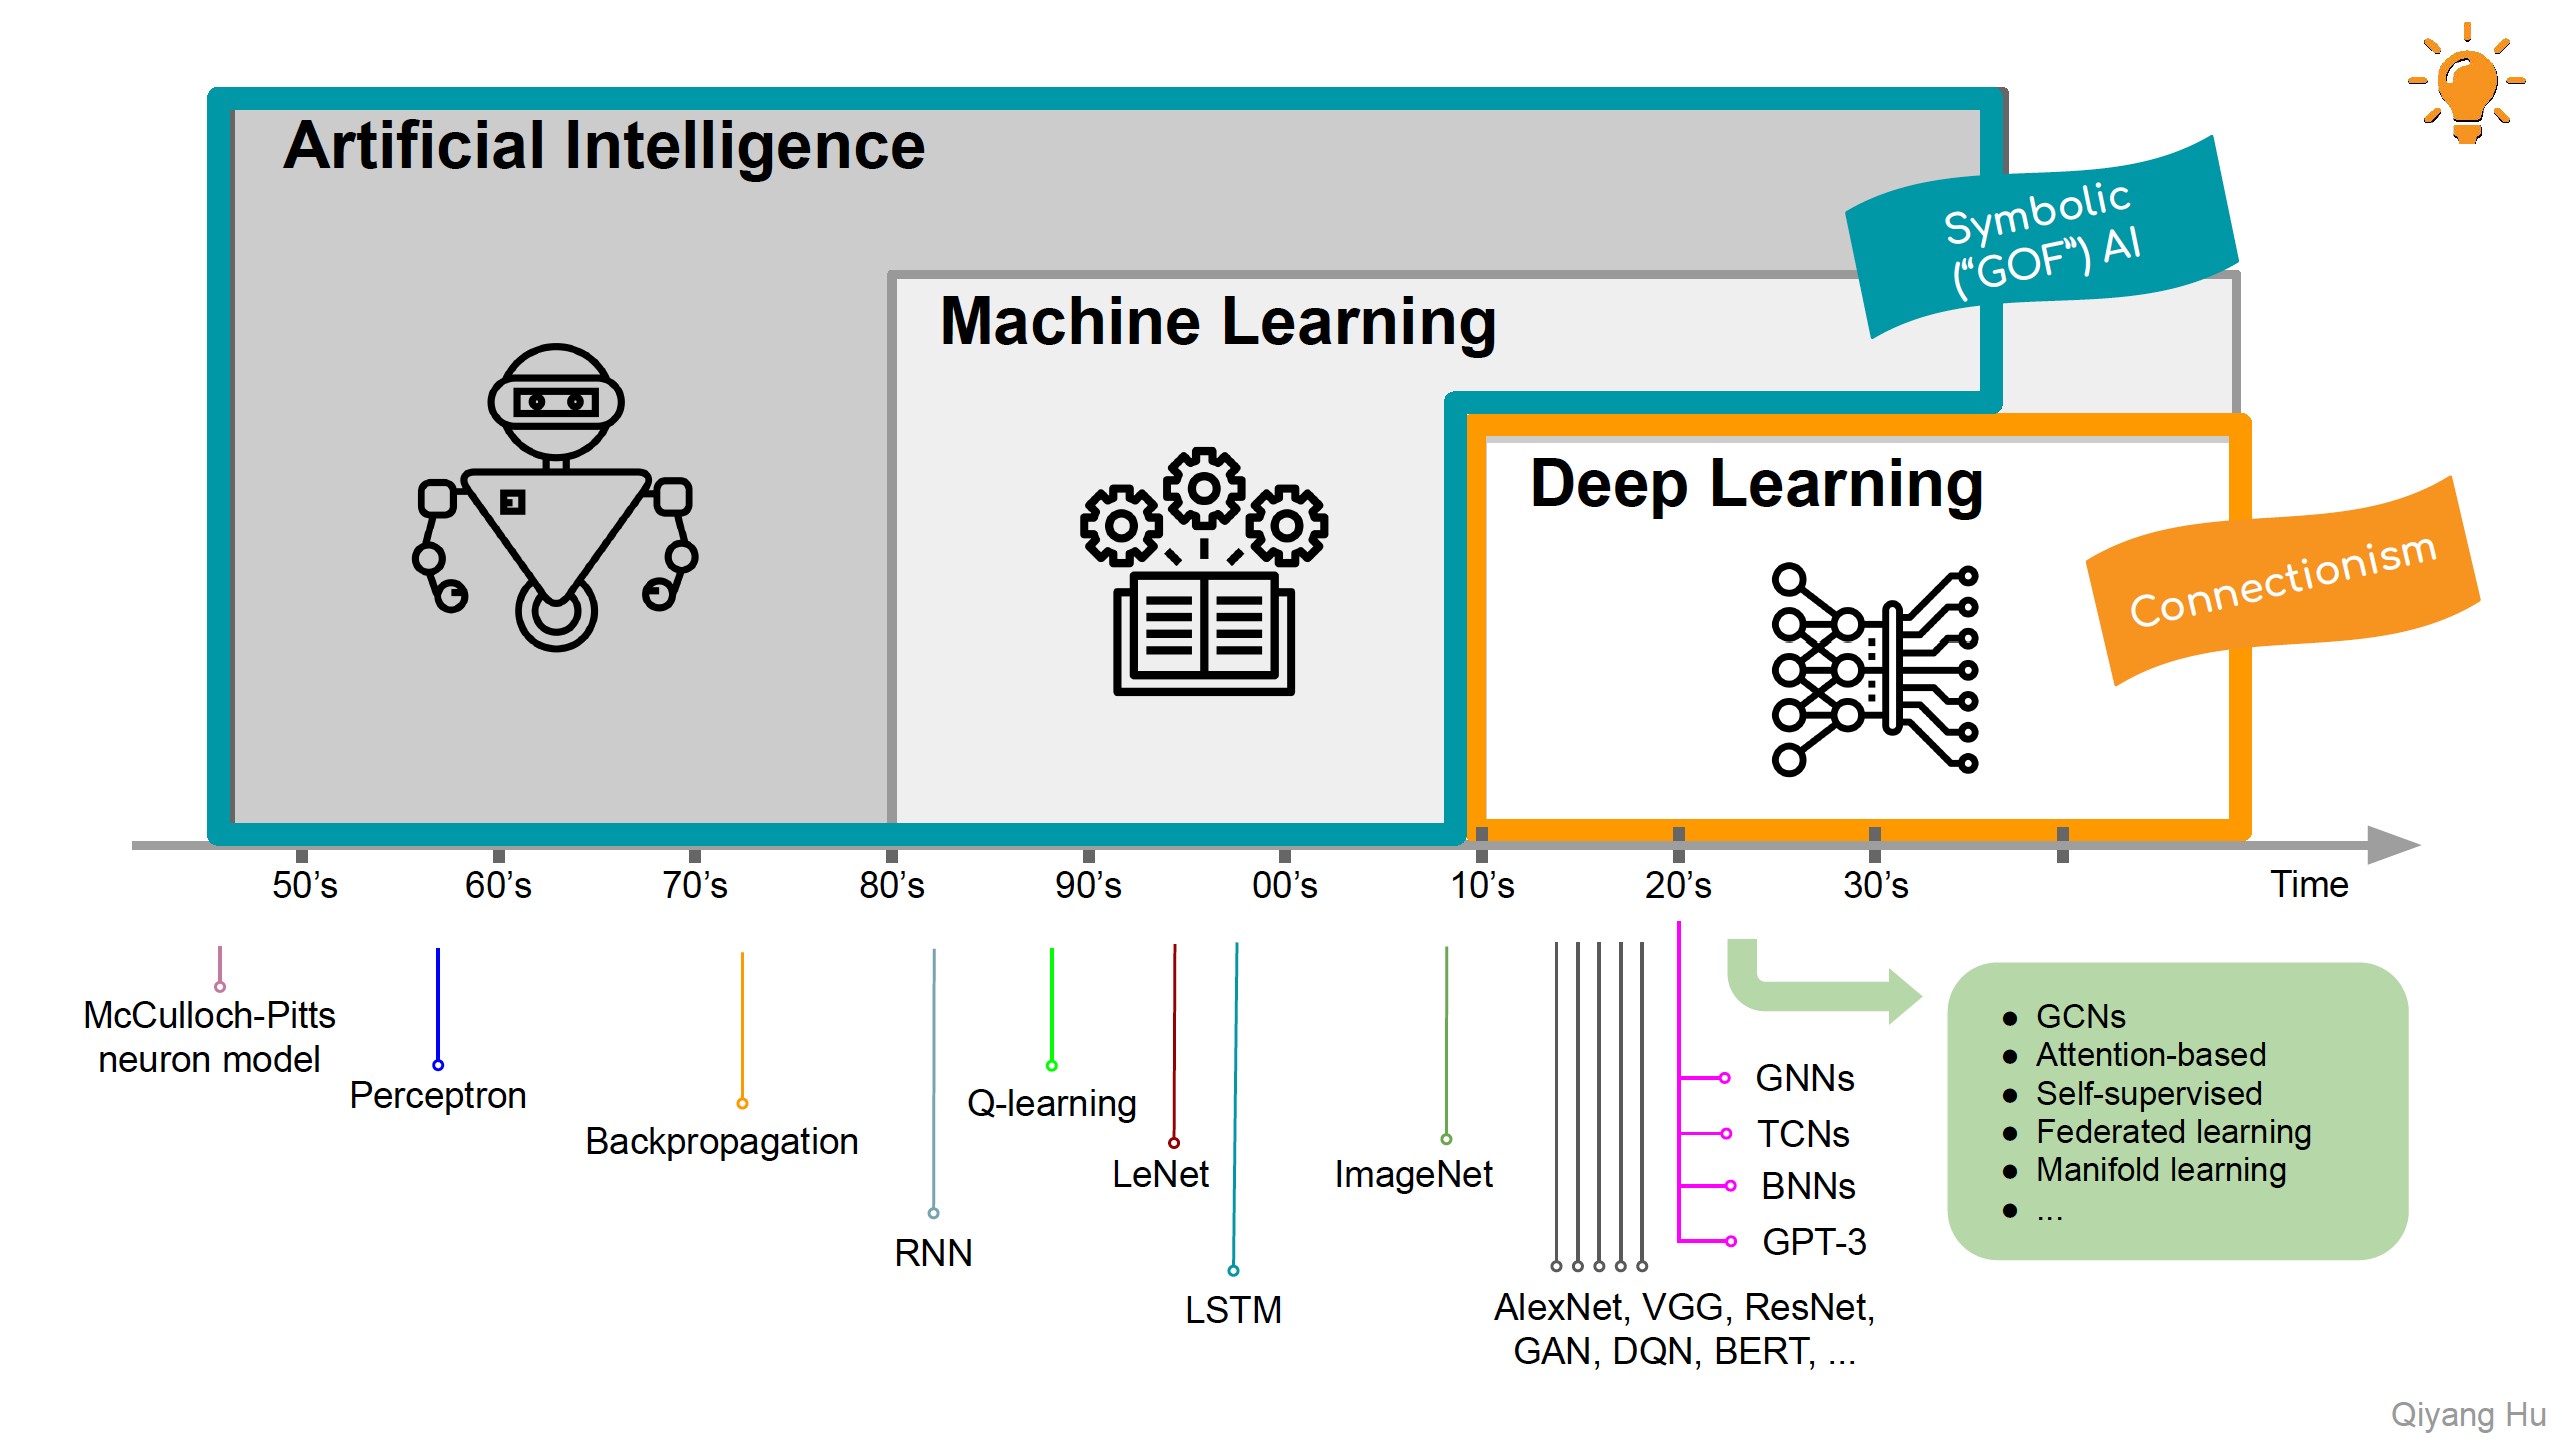 Artificial Intelligence
Symbolic
(“GOF”) AI
Machine Learning
Deep Learning
Connectionism
50’s
60’s
70’s
80’s
90’s
00’s
10’s
20’s
30’s
Time
McCulloch-Pitts
neuron model
Perceptron
Backpropagation
RNN
Q-learning
LeNet
LSTM
ImageNet
AlexNet, VGG, ResNet,
GAN, DQN, BERT, ...
GNNs
TCNs
BNNs
GPT-3
● GCNs
● Attention-based
● Self-supervised
● Federated learning
● Manifold learning
● ...
Qiyang Hu